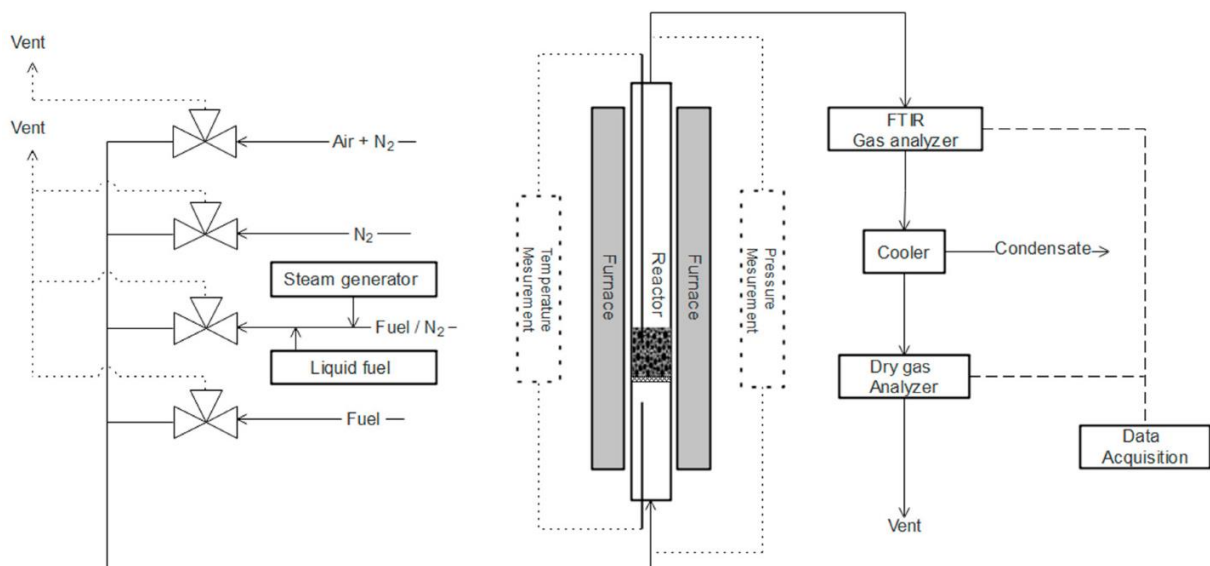 Vent
Vent
Air + N2
N2
Steam generator
Fuel / N2
Liquid fuel
Fuel
Temperature
Mesurement
Furnace
Reactor
Furnace
Pressure
Mesurement
FTIR
Gas analyzer
Cooler
Condensate
Dry gas
Analyzer
Data
Acquisition
Vent